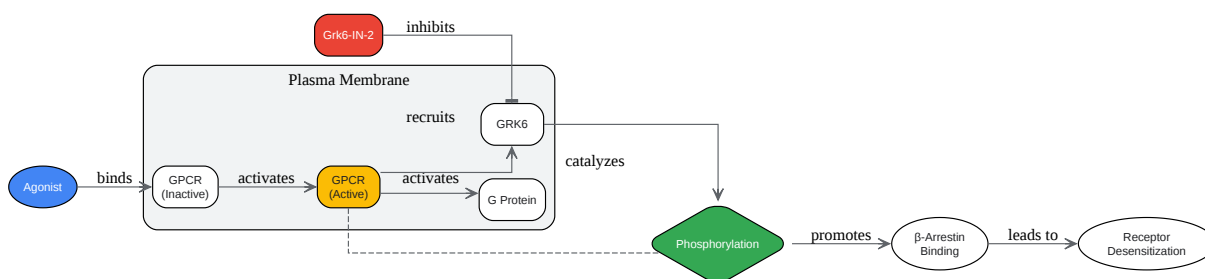 Grk6-IN-2
inhibits
Plasma Membrane
recruits
GRK6
catalyzes
Agonist
binds
GPCR
(Inactive)
activates
GPCR
(Active)
activates
G Protein
Phosphorylation
promotes
β-Arrestin
Binding
leads to
Receptor
Desensitization